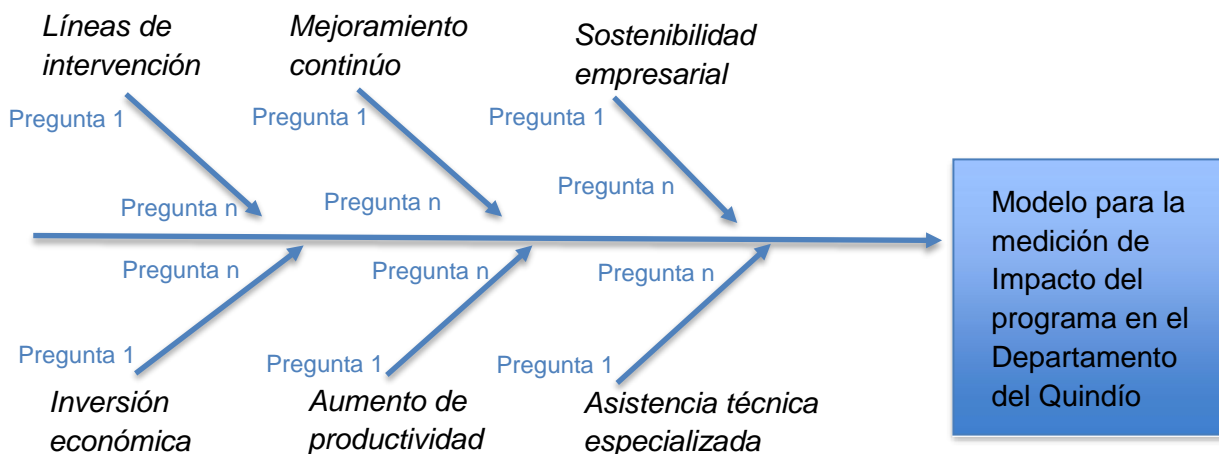 Líneas de
intervención
Mejoramiento
continúo
Sostenibilidad
empresarial
Pregunta 1
Pregunta 1
Pregunta 1
Pregunta n
Pregunta n
Pregunta n
Pregunta n
Pregunta n
Pregunta n
Pregunta 1
Pregunta 1
Pregunta 1
Inversión
económica
Aumento de
productividad
Asistencia técnica
especializada
Modelo para la
medición de
Impacto del
programa en el
Departamento
del Quindío